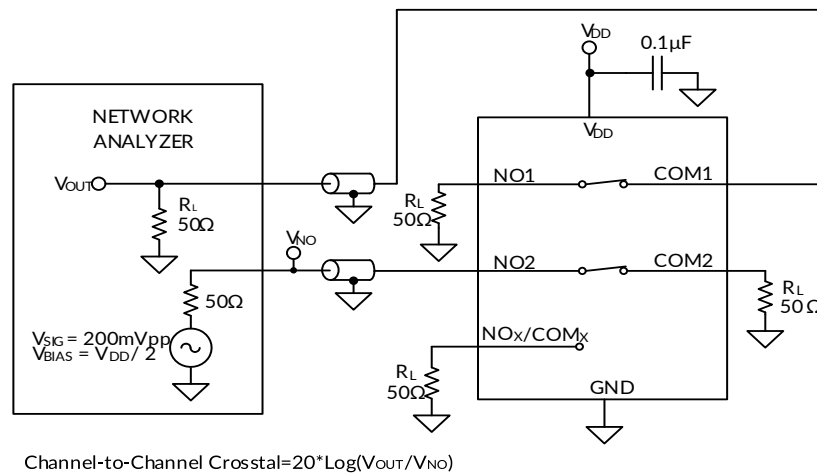 VDD
0.1µF
NETWORK
ANALYZER
VDD
VOUT
NO1
COM1
RL
50Ω
RL
50Ω
VNO
NO2
COM2
50Ω
RL
50Ω
VSIG = 200mVpp
VBIAS = VDD/ 2
NOX/COMX
RL
50Ω
GND
Channel-to-Channel Crosstal=20*Log(VOUT/VNO)